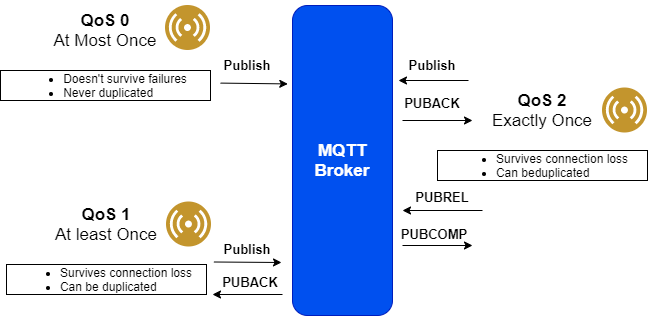 QoS 0
At Most Once
Publish
Doesn't survive failures
Never duplicated
QoS 1
At least Once
Publish
Survives connection loss
Can be duplicated
PUBACK
MQTT
Broker
Publish
PUBACK
QoS 2
Exactly Once
Survives connection loss
Can beduplicated
PUBREL
PUBCOMP